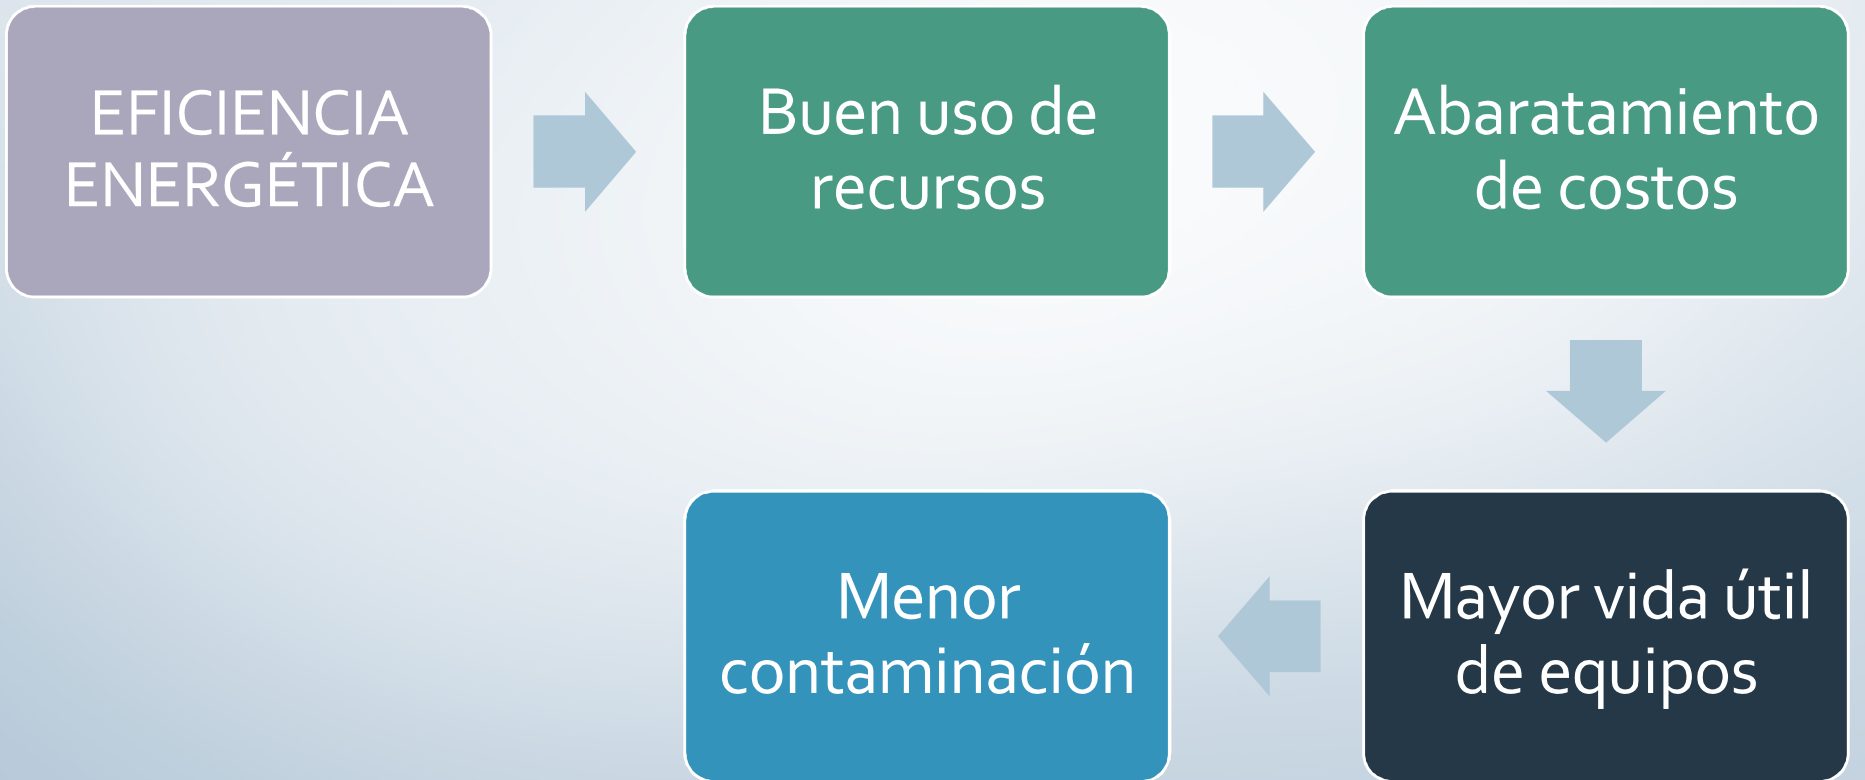 EFICIENCIA
ENERGÉTICA
Buen uso de
recursos
Abaratamiento
de costos
Mayor vida útil
de equipos
Menor
contaminación